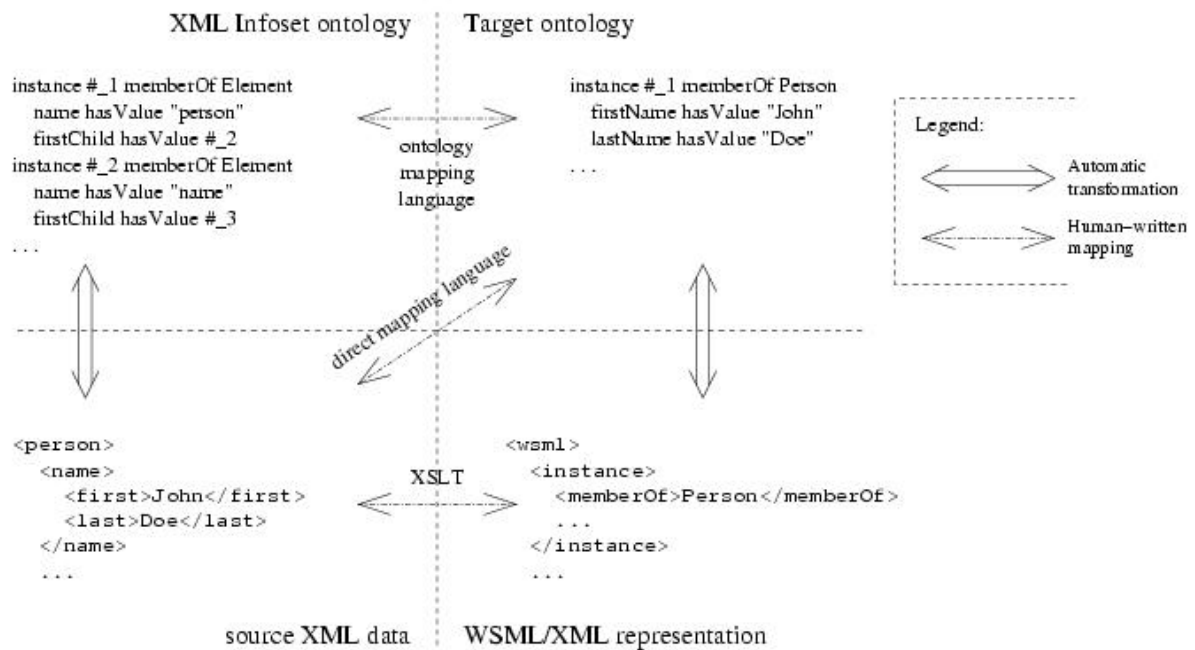 XML Infoset ontology
Target ontology
instance #_1 memberOf Element
name hasValue "person"
firstChild hasValue #_2
instance #_2 memberOf Element
name hasValue "name"
firstChild hasValue #_3
. . .
ontology
mapping
language
instance #_1 memberOf Person
firstName hasValue "John"
lastName hasValue "Doe"
. . .
Legend:
Automatic
transformation
Human–written
mapping
direct mapping language
<person>
<name>
<first>John</first>
<last>Doe</last>
</name>
...
XSLT
<wsml>
<instance>
<memberOf>Person</memberOf>
...
</instance>
...
source XML data
WSML/XML representation